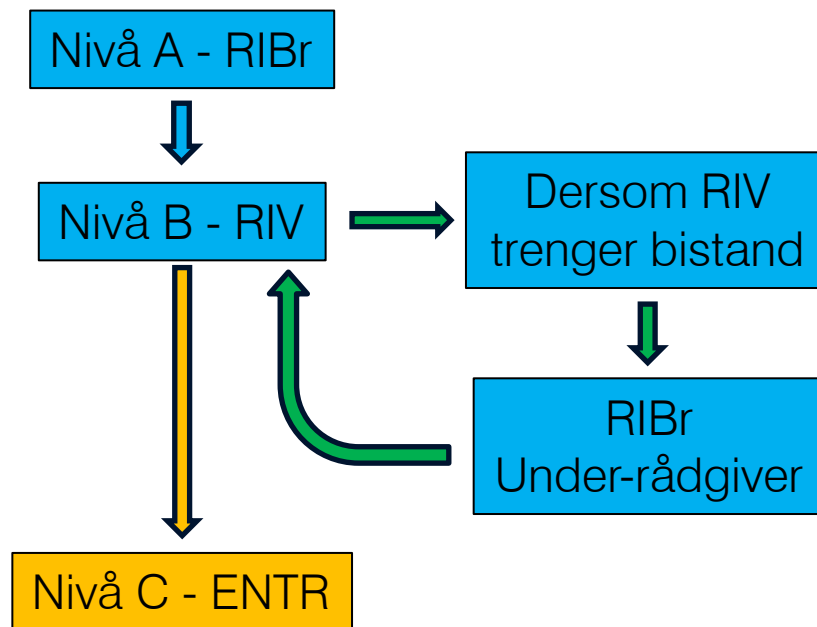 Nivå A - RIBr
Nivå B - RIV
Dersom RIV
trenger bistand
RIBr
Under-rådgiver
Nivå C - ENTR